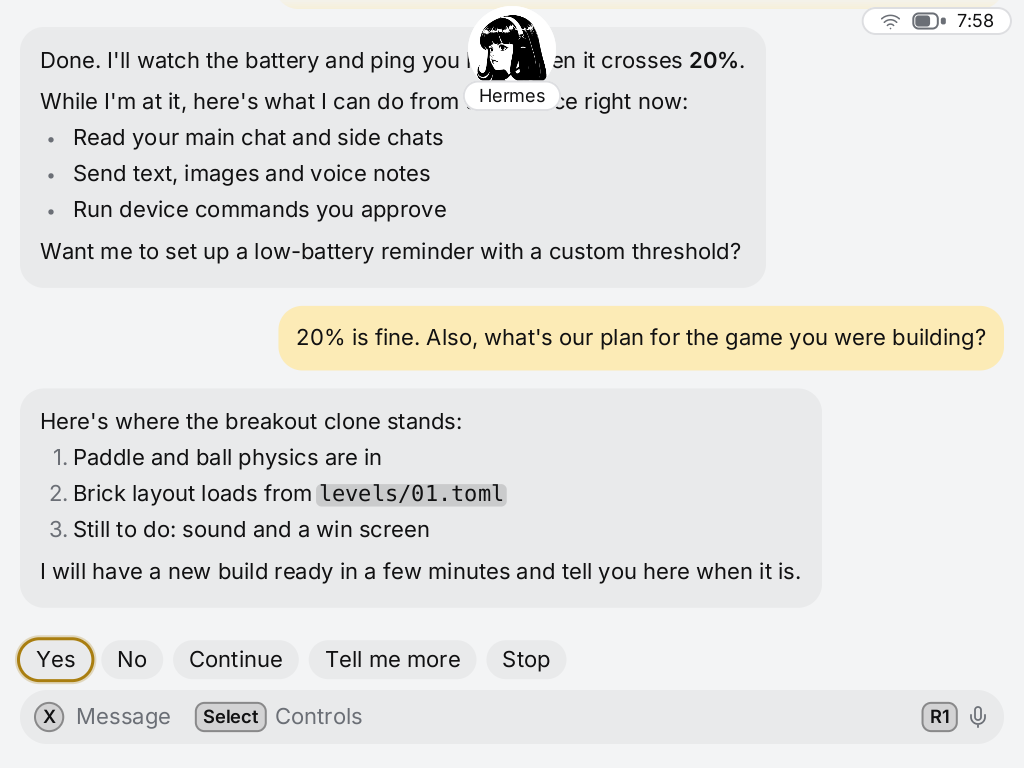 7:58
Done. I'll watch the battery and ping you en it crosses 20%.
Hermes
While I'm at it, here's what I can do from ce right now:
• Read your main chat and side chats
• Send text, images and voice notes
• Run device commands you approve
Want me to set up a low-battery reminder with a custom threshold?
20% is fine. Also, what's our plan for the game you were building?
Here's where the breakout clone stands:
1. Paddle and ball physics are in
2. Brick layout loads from levels/01.toml
3. Still to do: sound and a win screen
I will have a new build ready in a few minutes and tell you here when it is.
Yes No Continue Tell me more Stop
X Message Select Controls R1